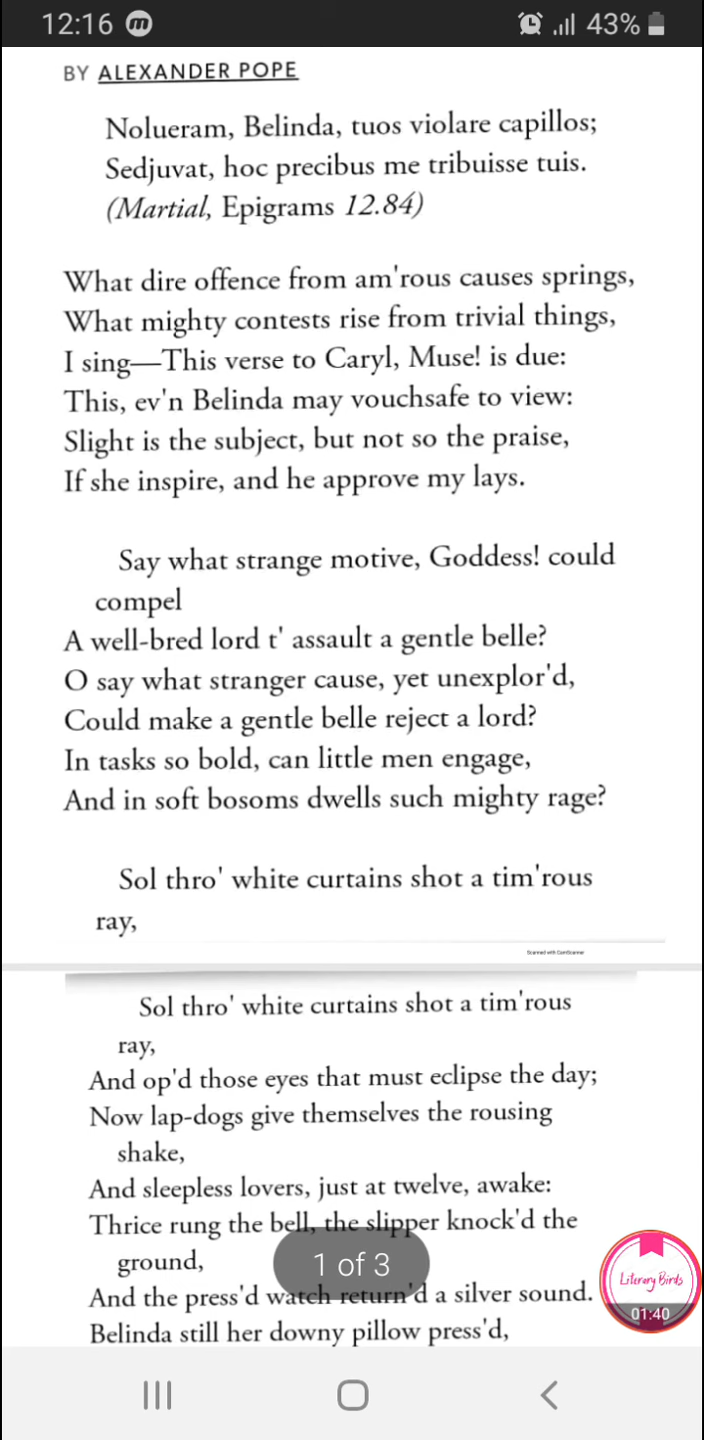 12:16 m 43%
BY ALEXANDER POPE
Nolueram, Belinda, tuos violare capillos;
Sedjuvat, hoc precibus me tribuisse tuis.
(Martial, Epigrams 12.84)
What dire offence from am'rous causes springs,
What mighty contests rise from trivial things,
I sing—This verse to Caryl, Muse! is due:
This, ev'n Belinda may vouchsafe to view:
Slight is the subject, but not so the praise,
If she inspire, and he approve my lays.
Say what strange motive, Goddess! could
compel
A well-bred lord t' assault a gentle belle?
O say what stranger cause, yet unexplor'd,
Could make a gentle belle reject a lord?
In tasks so bold, can little men engage,
And in soft bosoms dwells such mighty rage?
Sol thro' white curtains shot a tim'rous
ray,
Scanned with CamScanner
Sol thro' white curtains shot a tim'rous
ray,
And op'd those eyes that must eclipse the day;
Now lap-dogs give themselves the rousing
shake,
And sleepless lovers, just at twelve, awake:
Thrice rung the bell, the slipper knock'd the
ground,
1 of 3
Literary Birds
01:40
And the press'd watch return'd a silver sound.
Belinda still her downy pillow press'd,